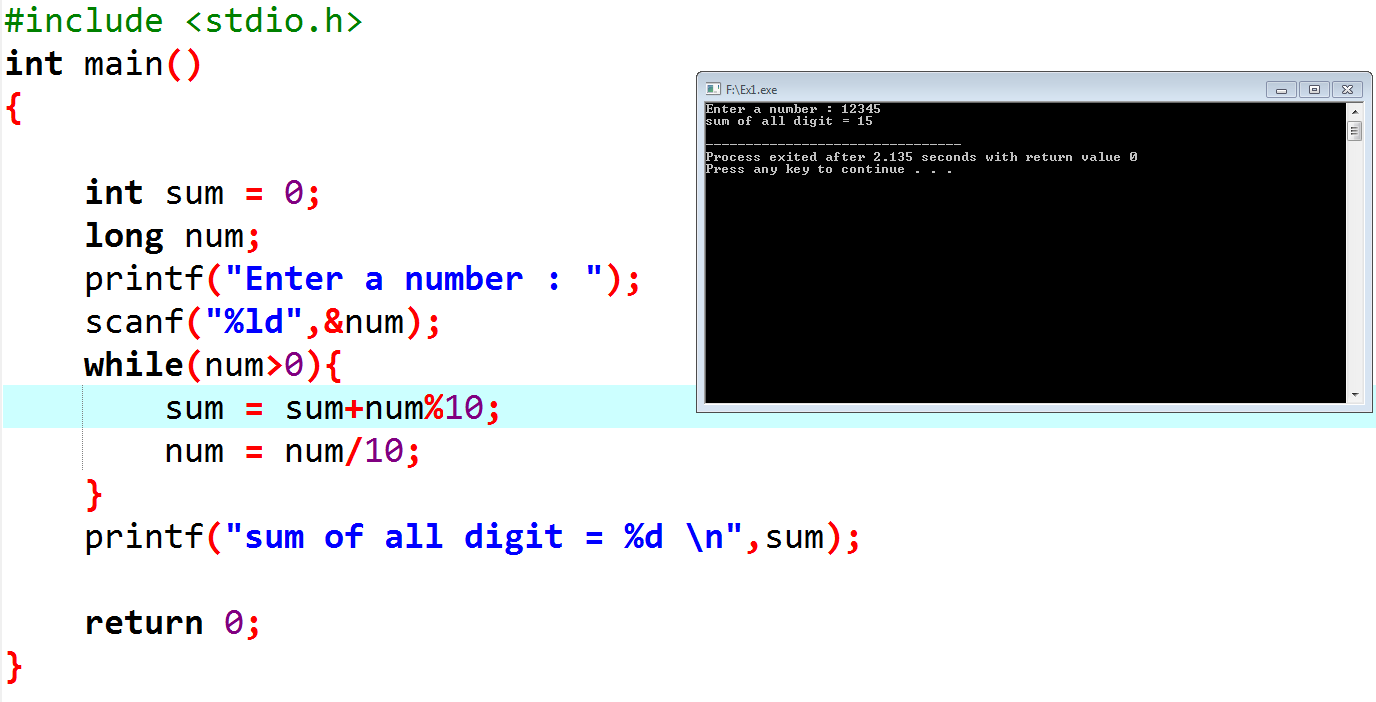 #include <stdio.h>
int main()
{
int sum = 0;
long num;
printf("Enter a number : ");
scanf("%ld",&num);
while(num>0){
sum = sum+num%10;
num = num/10;
}
printf("sum of all digit = %d \n",sum);
return 0;
}
F:\Ex1.exe
Enter a number : 12345
sum of all digit = 15
--------------------------------
Process exited after 2.135 seconds with return value 0
Press any key to continue . . .